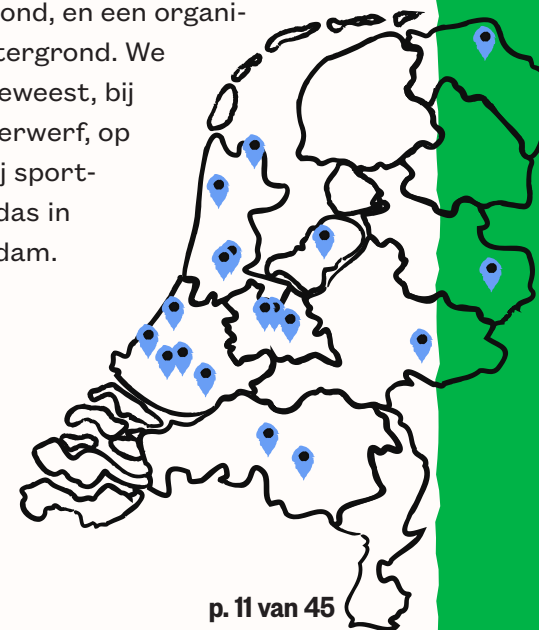 ond, en een organi-
tergrond. We
eweest, bij
erwerf, op
j sport-
das in
dam.
p. 11 van 45